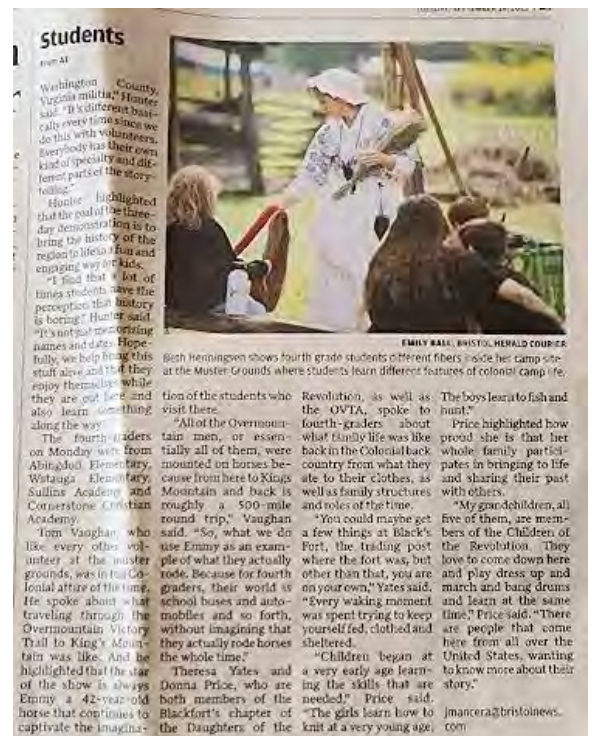 Students
From A1
Washington County,
Virginia militia," Hunter
said. "It's different basi-
cally every time since we
do this with volunteers.
Everybody has their own
kind of specialty and dif-
ferent parts of the story-
telling."
Hunter highlighted
that the goal of the three-
day demonstration is to
bring the history of the
region to life in a fun and
engaging way for kids.
"I find that a lot of
times students have the
perception that history
is boring," Hunter said.
"It's not just memorizing
names and dates. Hope-
fully, we help bring this
stuff alive and that they
enjoy themselves while
they are out here and
also learn something
along the way."
The fourth-graders
on Monday were from
Abingdon Elementary,
Watauga Elementary,
Sullins Academy and
Cornerstone Christian
Academy.
Tom Vaughan, who
like every other vol-
unteer at the muster
grounds, was in full Co-
lonial attire of the time.
He spoke about what
traveling through the
Overmountain Victory
Trail to King's Moun-
tain was like. And he
highlighted that the star
of the show is always
Emmy a 42-year-old
horse that continues to
captivate the imagina-
EMILY BALL, BRISTOL HERALD COURIER
Beth Henningsen shows fourth grade students different fibers inside her camp site
at the Muster Grounds where students learn different features of colonial camp life.
tion of the students who
visit there.
"All of the Overmoun-
tain men, or essen-
tially all of them, were
mounted on horses be-
cause from here to Kings
Mountain and back is
roughly a 500-mile
round trip," Vaughan
said. "So, what we do
use Emmy as an exam-
ple of what they actually
rode. Because for fourth
graders, their world is
school buses and auto-
mobiles and so forth,
without imagining that
they actually rode horses
the whole time."
Theresa Yates and
Donna Price, who are
both members of the
Blackfort's chapter of
the Daughters of the
Revolution, as well as
the OVTA, spoke to
fourth-graders about
what family life was like
back in the Colonial back
country from what they
ate to their clothes, as
well as family structures
and roles of the time.
"You could maybe get
a few things at Black's
Fort, the trading post
where the fort was, but
other than that, you are
on your own," Yates said.
"Every waking moment
was spent trying to keep
yourself fed, clothed and
sheltered.
"Children began at
a very early age learn-
ing the skills that are
needed," Price said.
"The girls learn how to
knit at a very young age.
The boys learn to fish and
hunt."
Price highlighted how
proud she is that her
whole family partici-
pates in bringing to life
and sharing their past
with others.
"My grandchildren, all
five of them, are mem-
bers of the Children of
the Revolution. They
love to come down here
and play dress up and
march and bang drums
and learn at the same
time," Price said. "There
are people that come
here from all over the
United States, wanting
to know more about their
story."
jmancera@bristolnews.
com